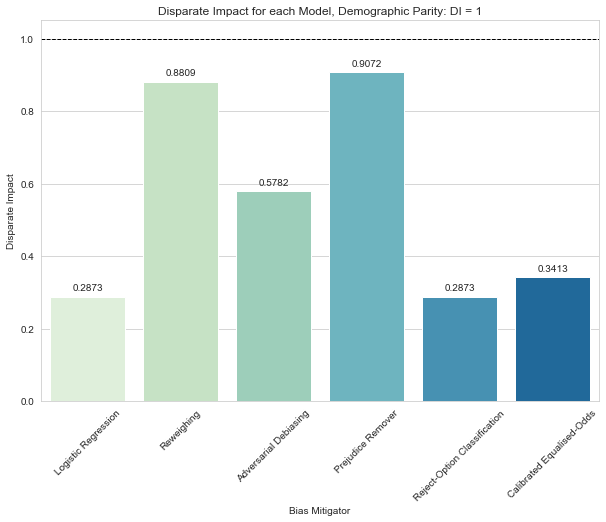 Disparate Impact for each Model, Demographic Parity: DI = 1
Disparate Impact
1.0
0.8
0.6
0.4
0.2
0.0
0.2873
0.8809
0.5782
0.9072
0.2873
0.3413
Logistic Regression
Reweighing
Adversarial Debiasing
Prejudice Remover
Reject-Option Classification
Calibrated Equalised-Odds
Bias Mitigator